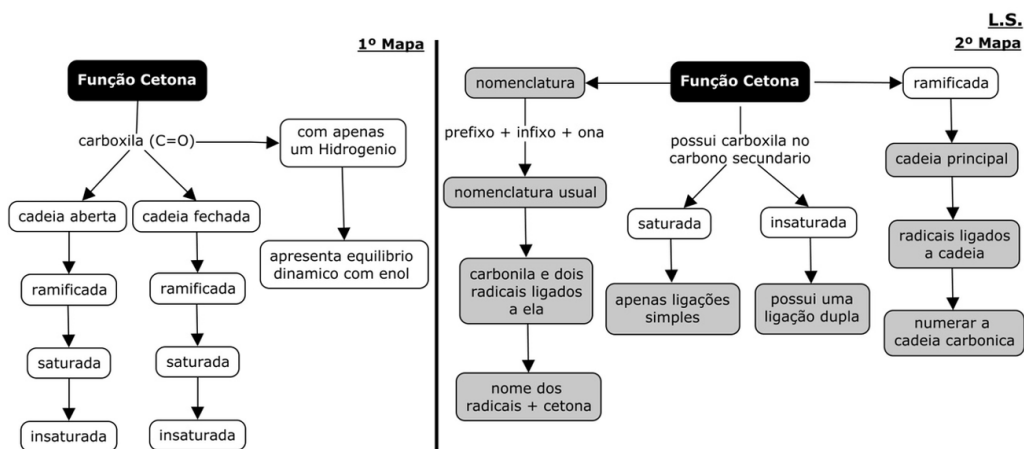 L.S.
1º Mapa
Função Cetona
carboxila (C=O)
com apenas
um Hidrogenio
cadeia aberta
cadeia fechada
apresenta equilibrio
dinamico com enol
ramificada
ramificada
saturada
saturada
insaturada
insaturada
2º Mapa
nomenclatura
Função Cetona
ramificada
prefixo + infixo + ona
possui carboxila no
carbono secundario
cadeia principal
nomenclatura usual
saturada
insaturada
radicais ligados
a cadeia
carbonila e dois
radicais ligados
a ela
apenas ligações
simples
possui uma
ligação dupla
numerar a
cadeia carbonica
nome dos
radicais + cetona